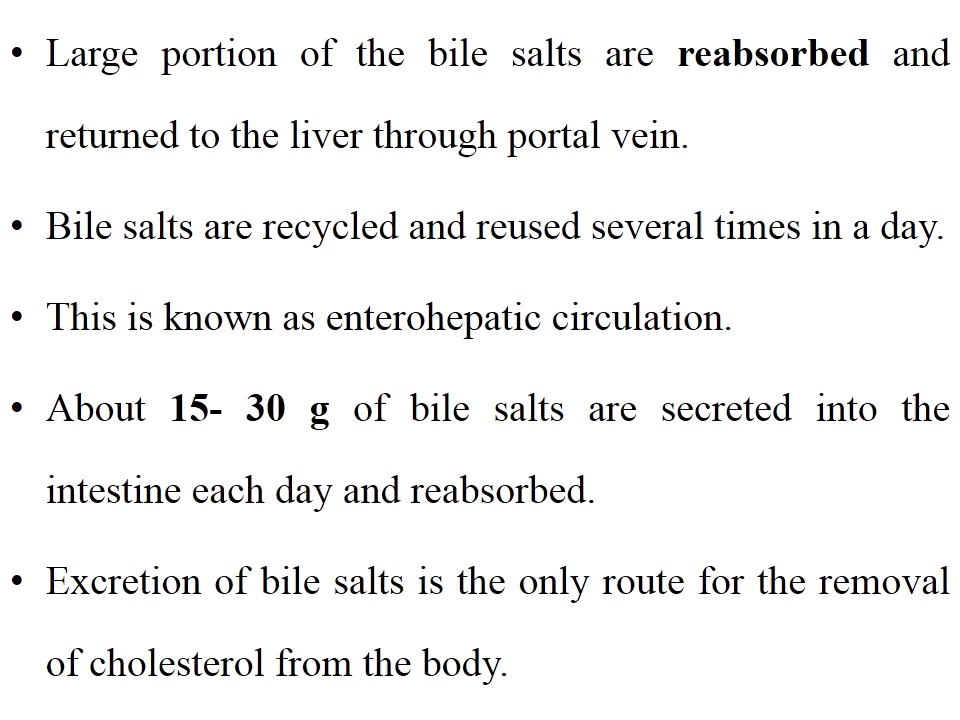 • Large portion of the bile salts are reabsorbed and
returned to the liver through portal vein.
• Bile salts are recycled and reused several times in a day.
• This is known as enterohepatic circulation.
• About 15- 30 g of bile salts are secreted into the
intestine each day and reabsorbed.
• Excretion of bile salts is the only route for the removal
of cholesterol from the body.